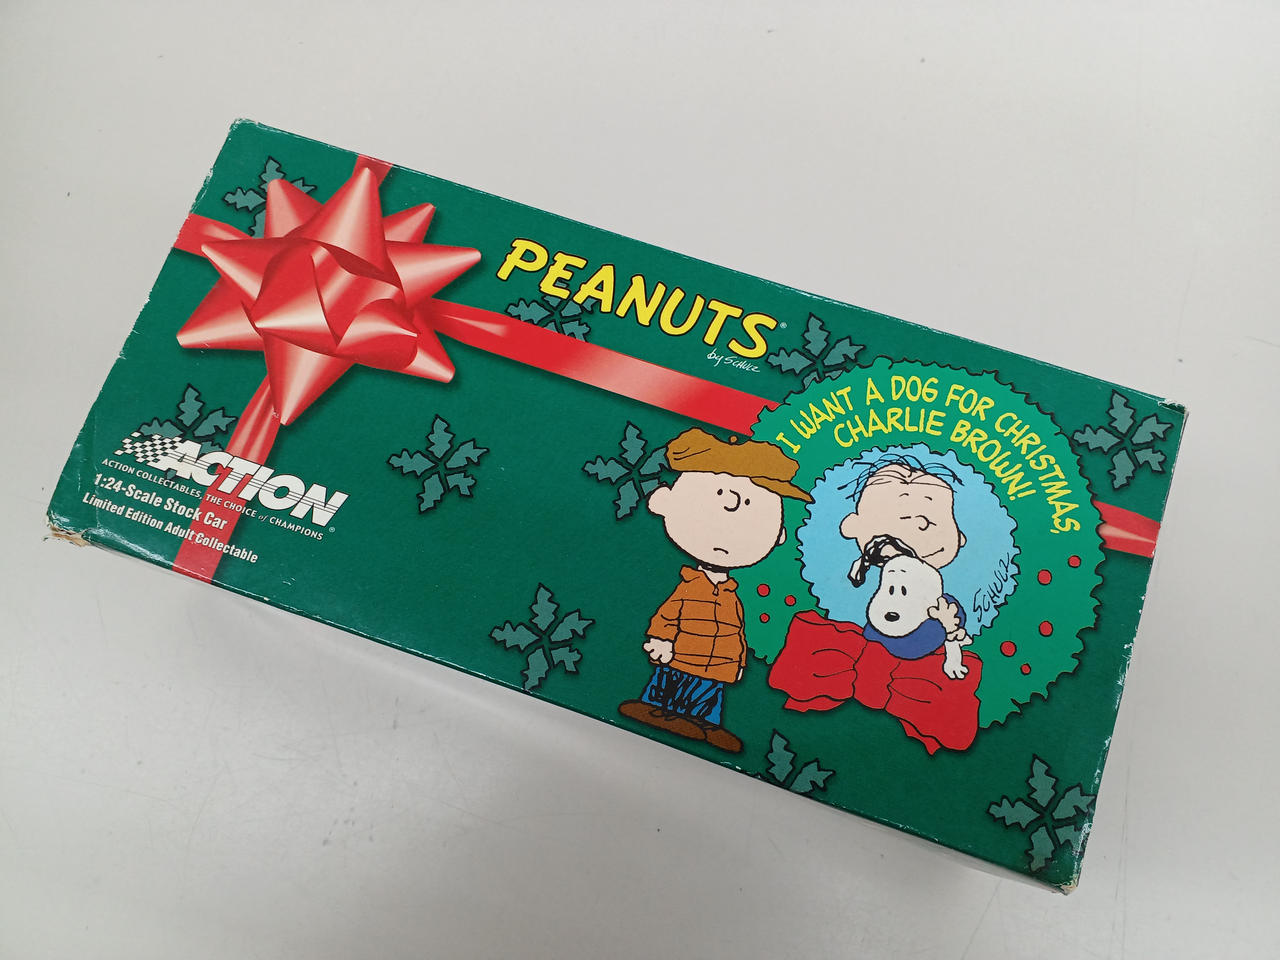 PEANUTS®
by SCHULZ
I WANT A DOG FOR CHRISTMAS,
CHARLIE BROWN!
SCHULZ
ACTION®
ACTION COLLECTABLES, THE CHOICE of CHAMPIONS
1:24-Scale Stock Car
Limited Edition Adult Collectable